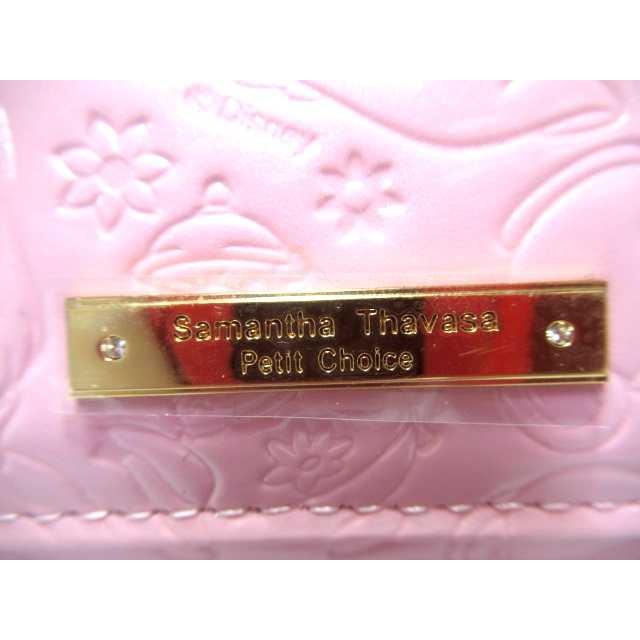 © Disney
Samantha Thavasa
Petit Choice